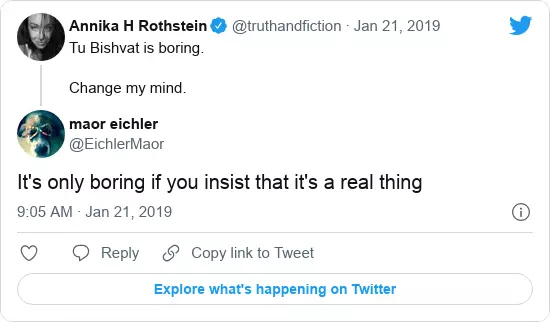 Annika H Rothstein @truthandfiction · Jan 21, 2019
Tu Bishvat is boring.
Change my mind.
maor eichler
@EichlerMaor
It's only boring if you insist that it's a real thing
9:05 AM · Jan 21, 2019
Reply Copy link to Tweet
Explore what's happening on Twitter